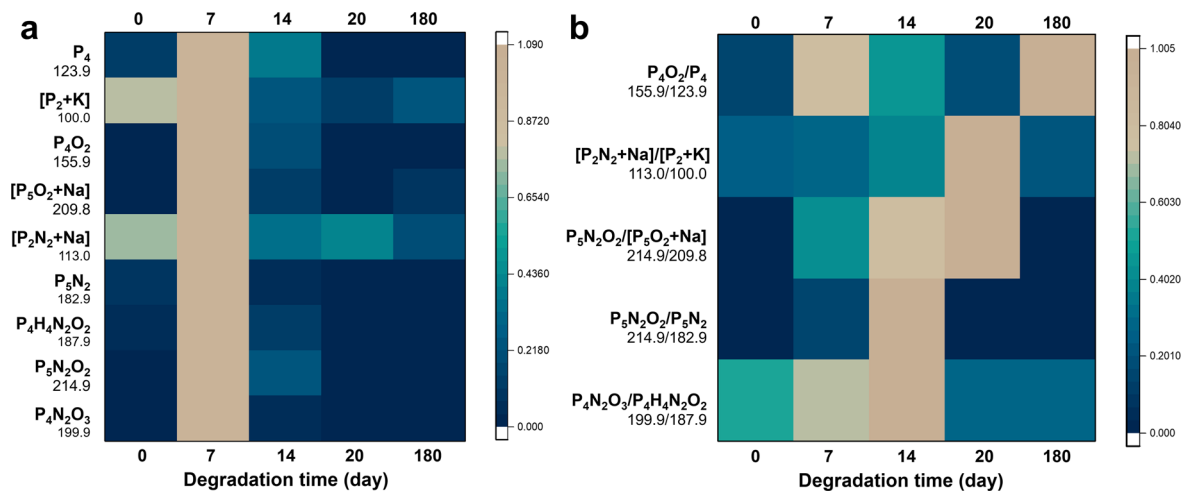 a
0 7 14 20 180
P₄
123.9
[P₂+K]
100.0
P₄O₂
155.9
[P₅O₂+Na]
209.8
[P₂N₂+Na]
113.0
P₅N₂
182.9
P₄H₄N₂O₂
187.9
P₅N₂O₂
214.9
P₄N₂O₃
199.9
0 7 14 20 180
Degradation time (day)
1.090
0.8720
0.6540
0.4360
0.2180
0.000
b
0 7 14 20 180
P₄O₂/P₄
155.9/123.9
[P₂N₂+Na]/[P₂+K]
113.0/100.0
P₅N₂O₂/[P₅O₂+Na]
214.9/209.8
P₅N₂O₂/P₅N₂
214.9/182.9
P₄N₂O₃/P₄H₄N₂O₂
199.9/187.9
0 7 14 20 180
Degradation time (day)
1.005
0.8040
0.6030
0.4020
0.2010
0.000